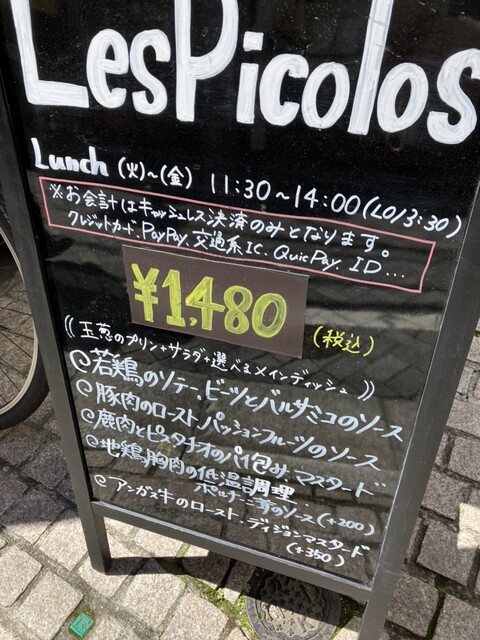 LesPicolos
Lunch (火)~(金) 11:30~14:00(LO13:30)
※お会計はキャッシュレス決済のみとなります。
クレジットカード、PayPay、交通系IC、QuicPay、ID...
¥1,480
(税込)
((玉葱のプリン+サラダ+選べるメインディッシュ))
@若鶏のソテー、ビーツとバルサミコのソース
@豚肉のロースト、パッションフルーツのソース
@鹿肉とピスタチオのパイ包み、マスタード
@地鶏胸肉の低温調理
ポルチーニ茸のソース(+200)
@アンガス牛のロースト・ディジョンマスタード
(+350)